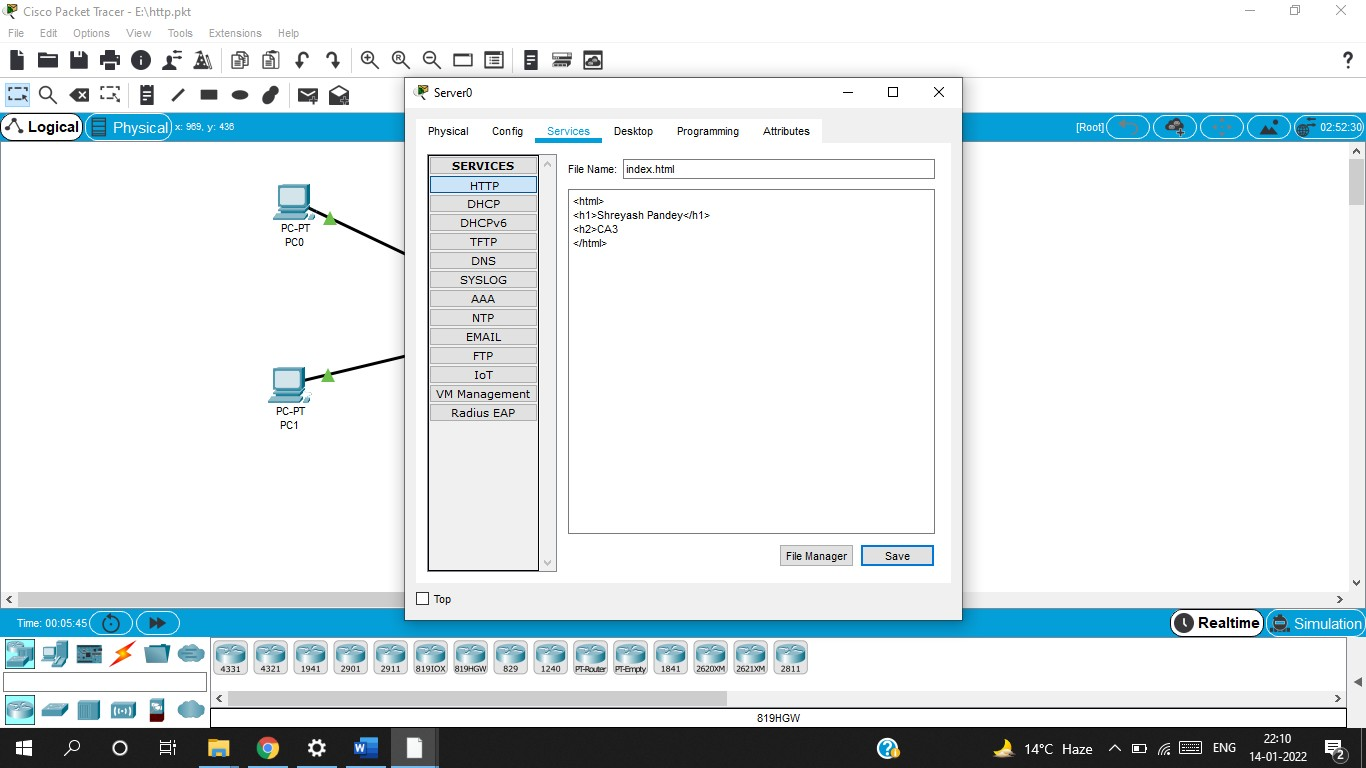 Cisco Packet Tracer - E:\http.pkt
File Edit Options View Tools Extensions Help
?
Logical Physical x: 969, y: 436 [Root] 02:52:30
PC-PT
PC0
PC-PT
PC1
Server0
Physical Config Services Desktop Programming Attributes
SERVICES
HTTP
DHCP
DHCPv6
TFTP
DNS
SYSLOG
AAA
NTP
EMAIL
FTP
IoT
VM Management
Radius EAP
File Name: index.html
<html>
<h1>Shreyash Pandey</h1>
<h2>CA3
</html>
File Manager Save
Top
Time: 00:05:45 Realtime Simulation
4331 4321 1941 2901 2911 819IOX 819HGW 829 1240 PT-Router PT-Empty 1841 2620XM 2621XM 2811
819HGW
14°C Haze ENG 22:10
14-01-2022 2